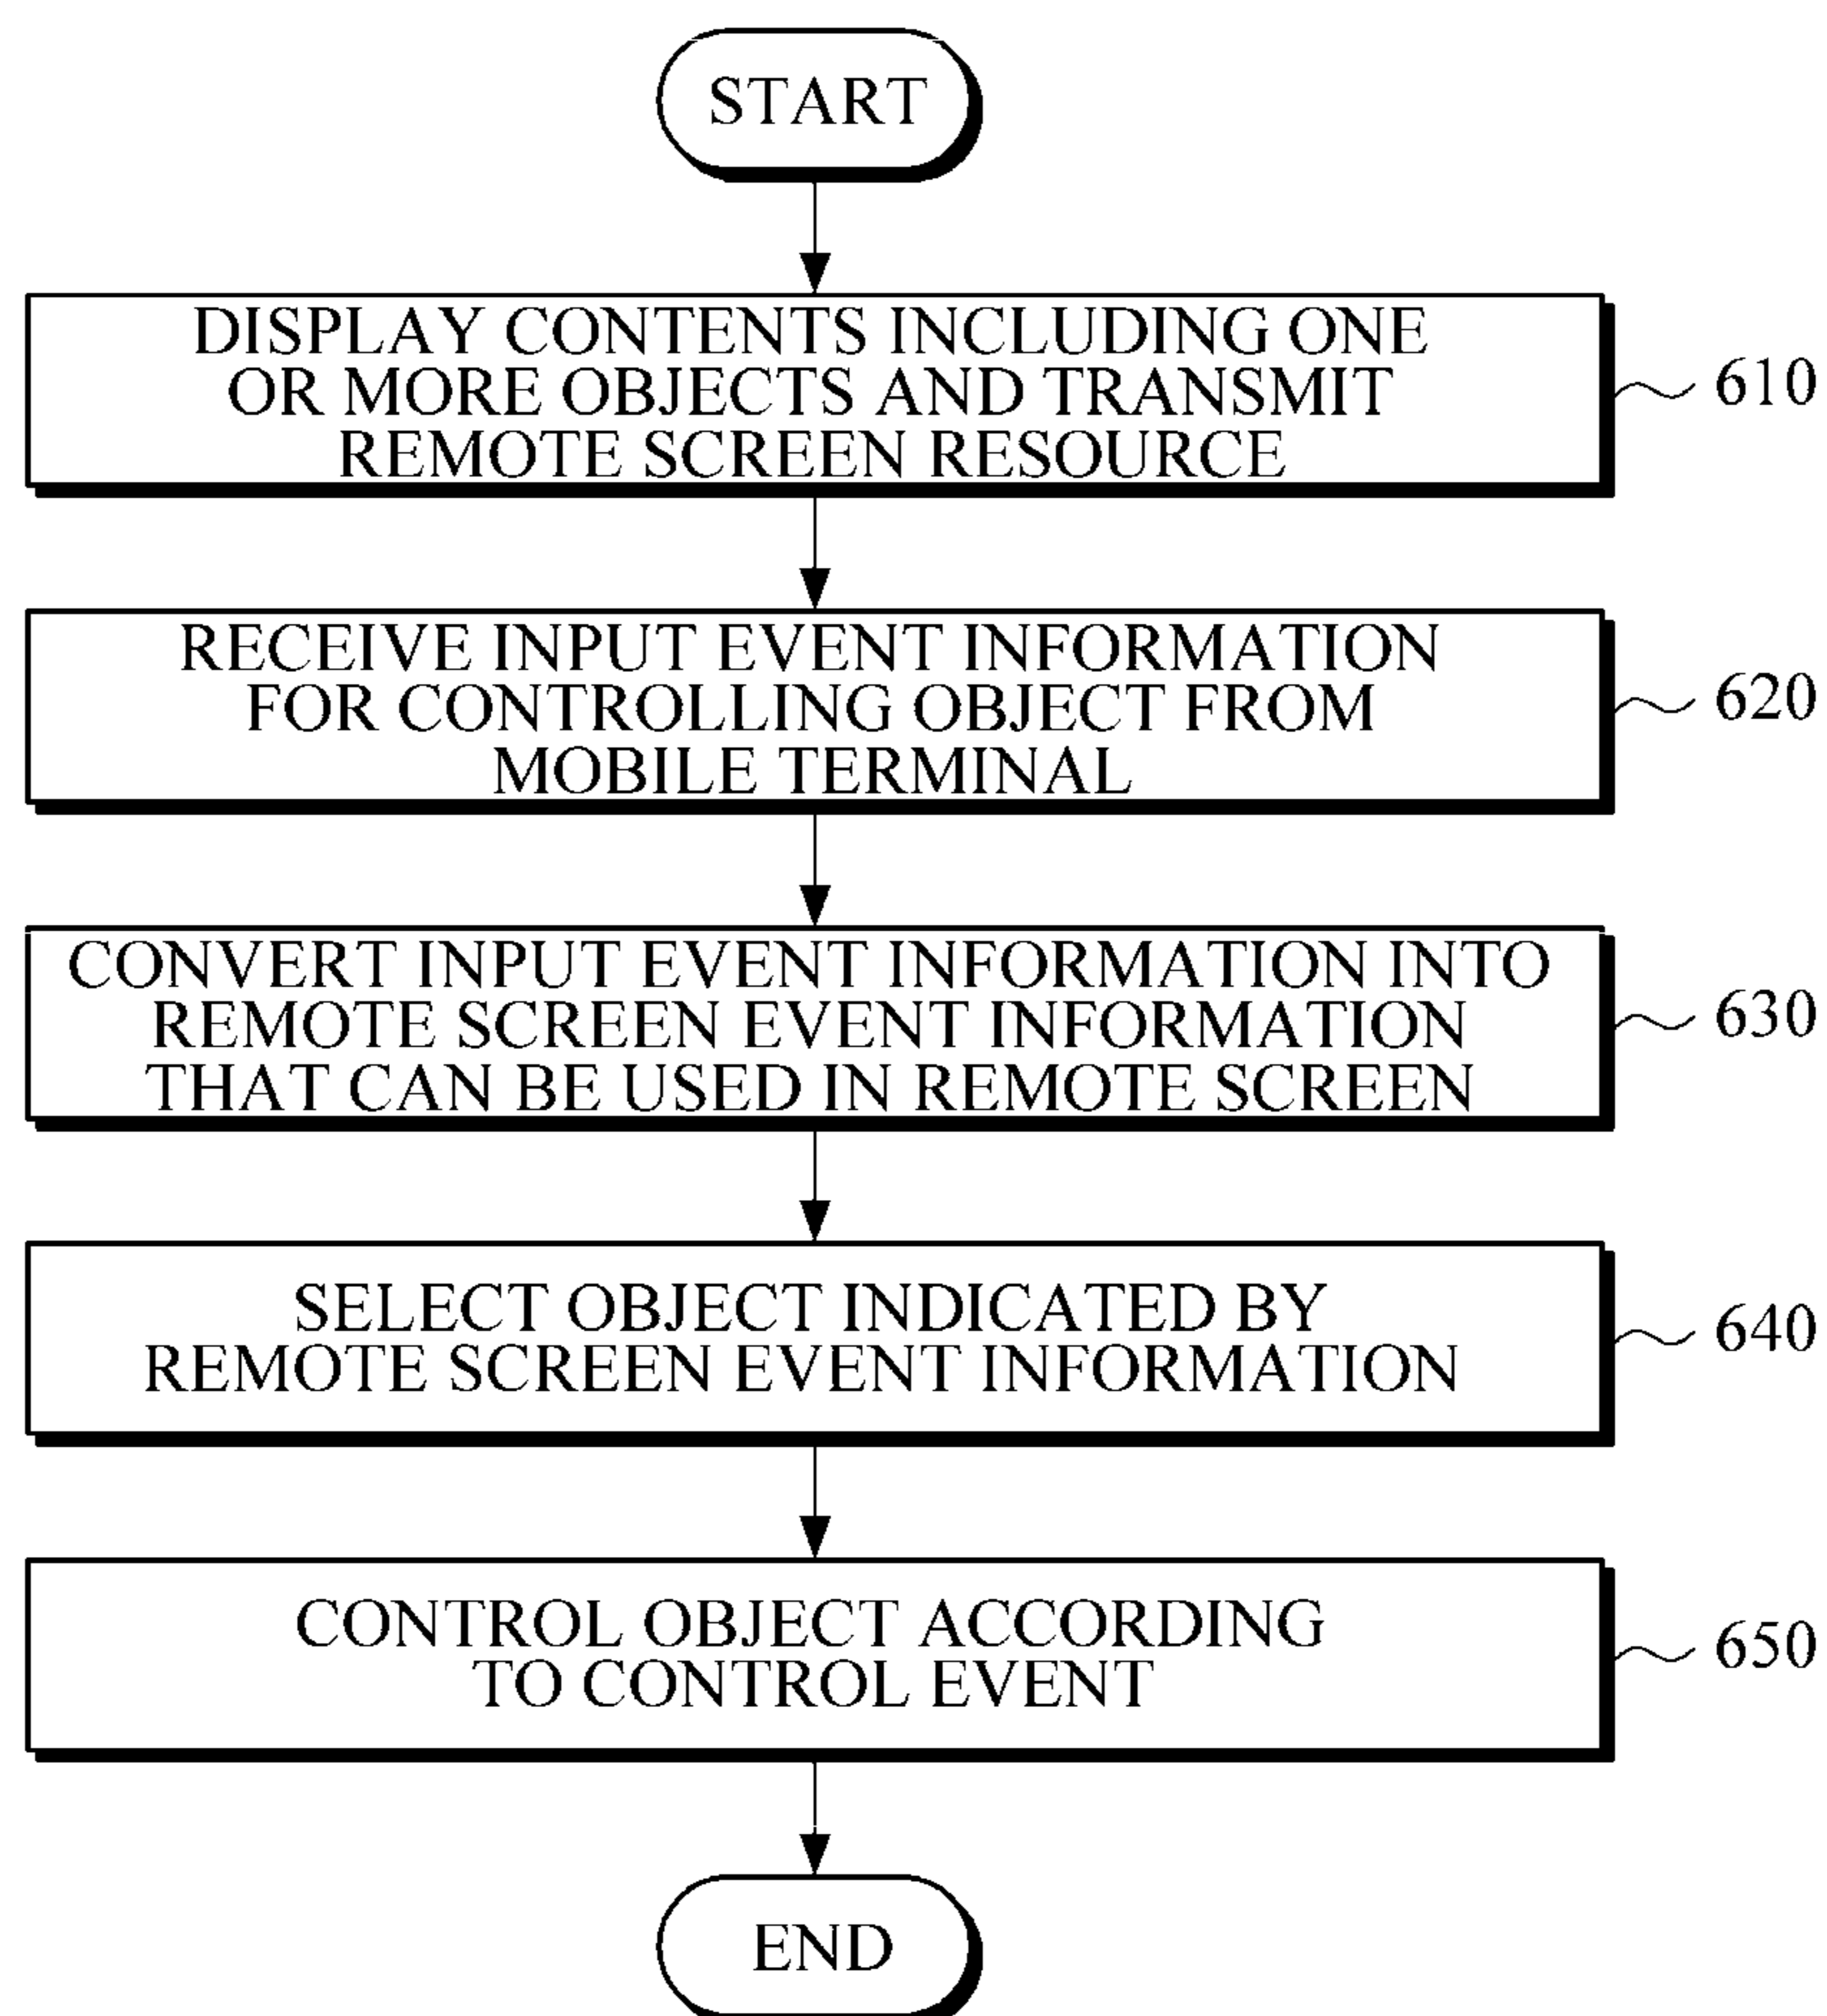 START
DISPLAY CONTENTS INCLUDING ONE
OR MORE OBJECTS AND TRANSMIT
REMOTE SCREEN RESOURCE
610
RECEIVE INPUT EVENT INFORMATION
FOR CONTROLLING OBJECT FROM
MOBILE TERMINAL
620
CONVERT INPUT EVENT INFORMATION INTO
REMOTE SCREEN EVENT INFORMATION
THAT CAN BE USED IN REMOTE SCREEN
630
SELECT OBJECT INDICATED BY
REMOTE SCREEN EVENT INFORMATION
640
CONTROL OBJECT ACCORDING
TO CONTROL EVENT
650
END